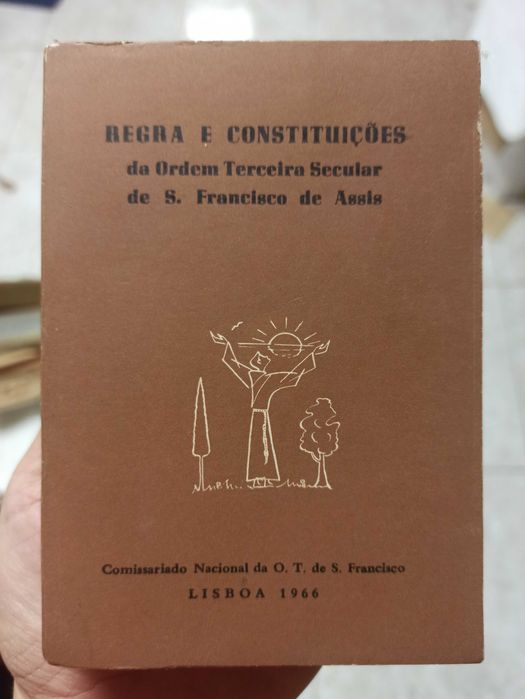 REGRA E CONSTITUIÇÕES
da Ordem Terceira Secular
de S. Francisco de Assis
Comissariado Nacional da O. T. de S. Francisco
LISBOA 1966